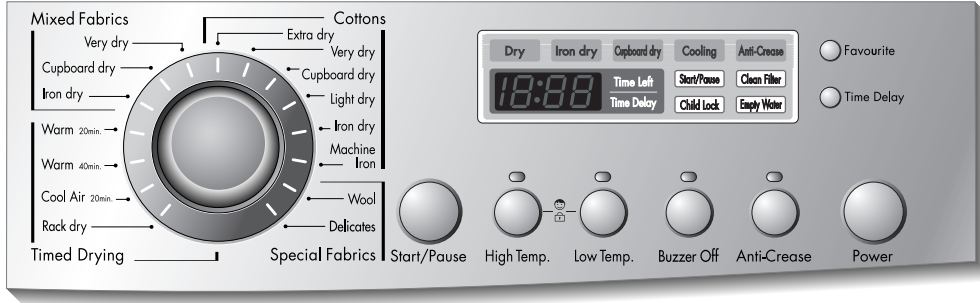 Mixed Fabrics
Very dry
Cupboard dry
Iron dry
Warm 20min.
Warm 40min.
Cool Air 20min.
Rack dry
Timed Drying
Cottons
Extra dry
Very dry
Cupboard dry
Light dry
Iron dry
Machine
Iron
Wool
Delicates
Special Fabrics
Dry Iron dry Cupboard dry Cooling Anti-Crease
18:88 Time Left Start/Pause Clean Filter
Time Delay Child Lock Empty Water
Favourite
Time Delay
Start/Pause High Temp. Low Temp. Buzzer Off Anti-Crease Power